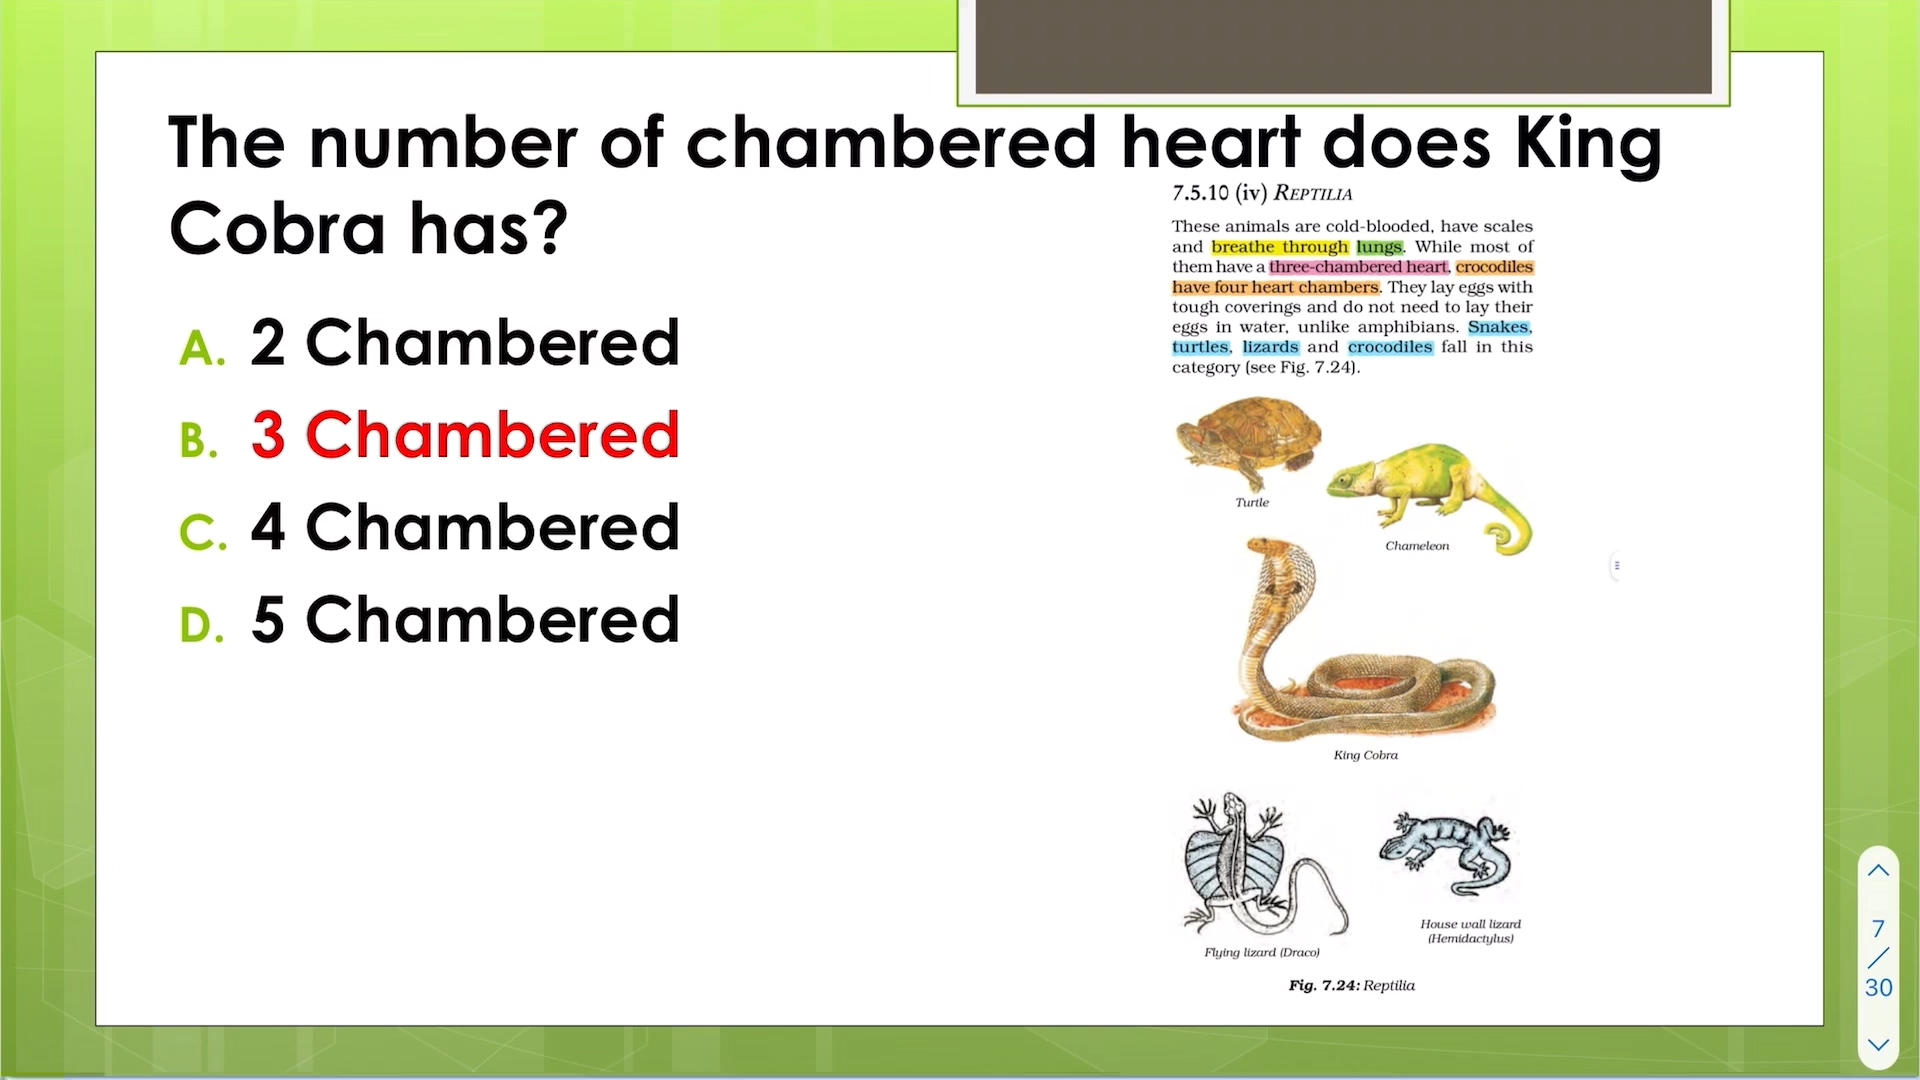 The number of chambered heart does King
Cobra has?
A. 2 Chambered
B. 3 Chambered
C. 4 Chambered
D. 5 Chambered
7.5.10 (iv) REPTILIA
These animals are cold-blooded, have scales
and breathe through lungs. While most of
them have a three-chambered heart, crocodiles
have four heart chambers. They lay eggs with
tough coverings and do not need to lay their
eggs in water, unlike amphibians. Snakes,
turtles, lizards and crocodiles fall in this
category (see Fig. 7.24).
Turtle
Chameleon
King Cobra
Flying lizard (Draco)
House wall lizard
(Hemidactylus)
Fig. 7.24: Reptilia
7
/
30